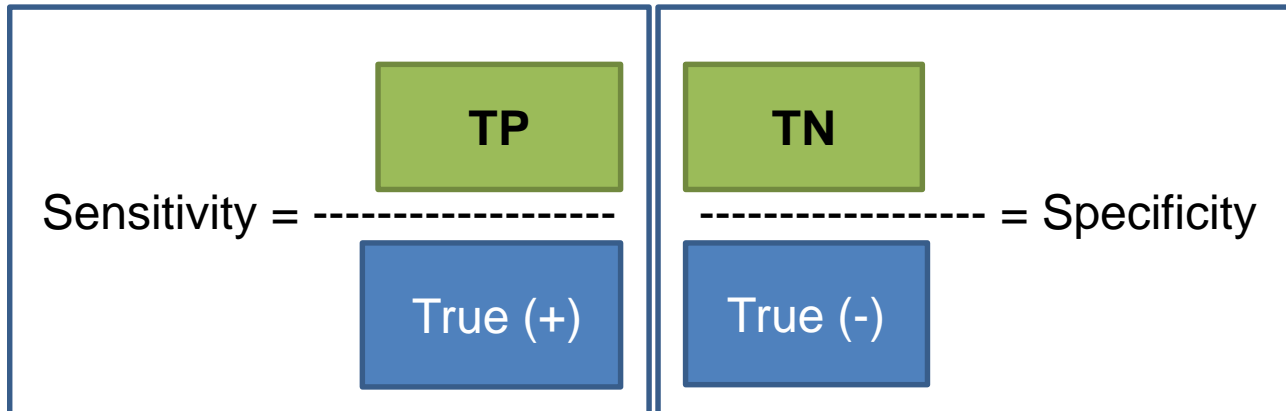 TP TN
Sensitivity = ------------------- ------------------ = Specificity
True (+) True (-)